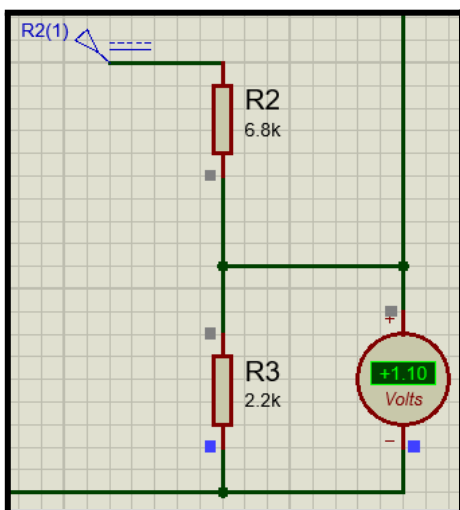 R2(1)
R2
6.8k
R3
2.2k
+
+1.10
Volts
−